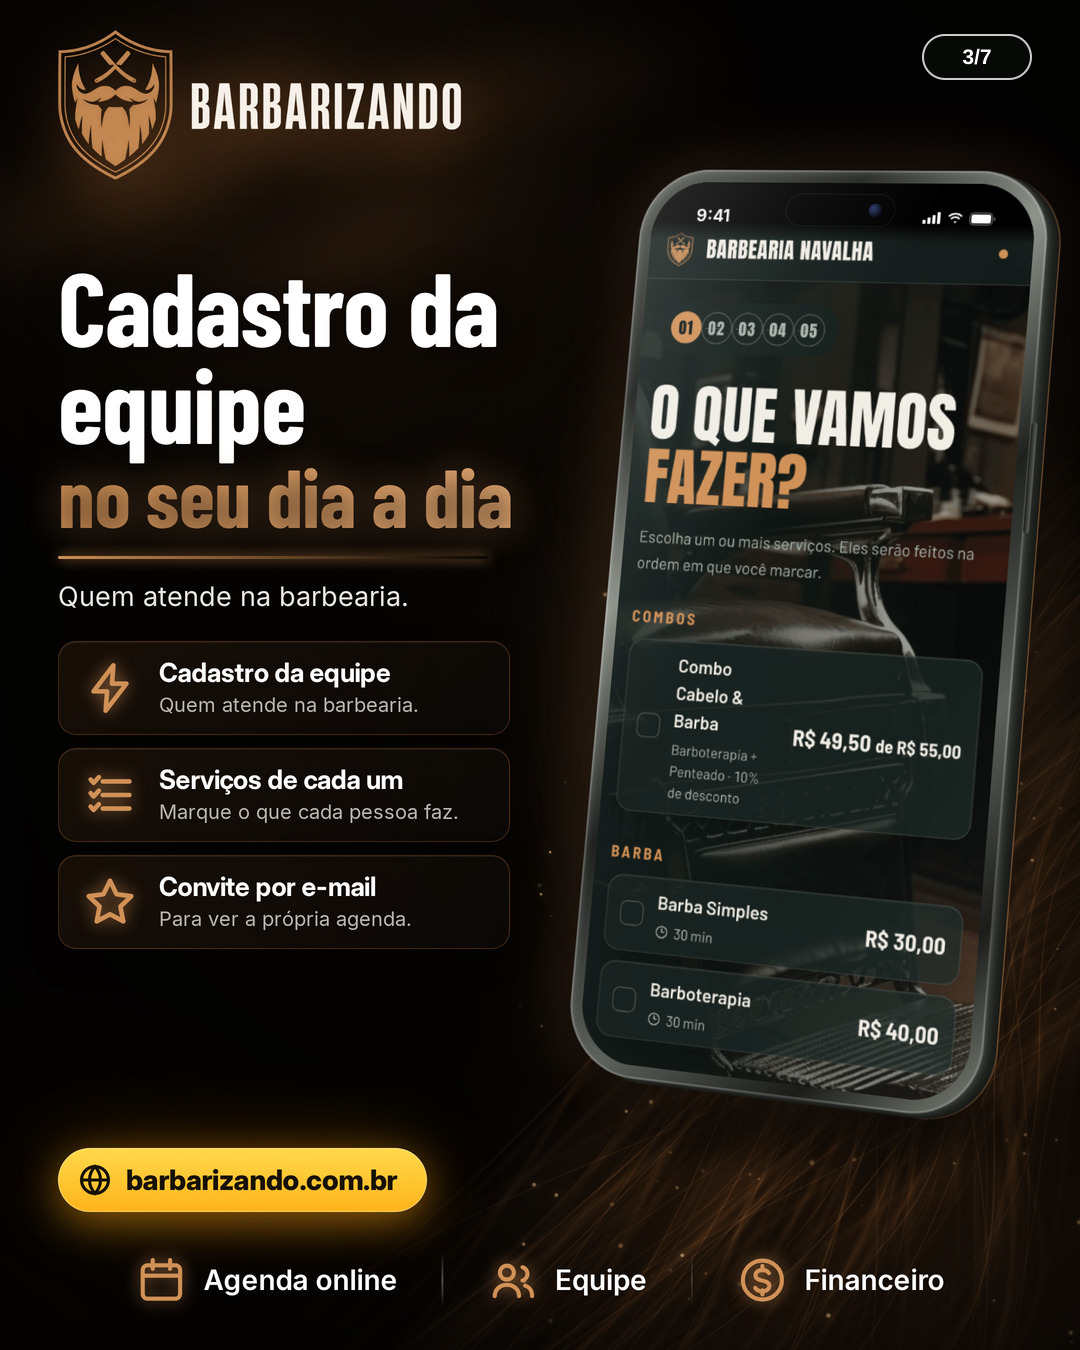 BARBARIZANDO
3/7
Cadastro da
equipe
no seu dia a dia
Quem atende na barbearia.
Cadastro da equipe
Quem atende na barbearia.
Serviços de cada um
Marque o que cada pessoa faz.
Convite por e-mail
Para ver a própria agenda.
9:41
BARBEARIA NAVALHA
01 02 03 04 05
O QUE VAMOS
FAZER?
Escolha um ou mais serviços. Eles serão feitos na
ordem em que você marcar.
COMBOS
Combo
Cabelo &
Barba
Barboterapia +
Penteado · 10%
de desconto
R$ 49,50 de R$ 55,00
BARBA
Barba Simples
30 min
R$ 30,00
Barboterapia
30 min
R$ 40,00
barbarizando.com.br
Agenda online
Equipe
Financeiro